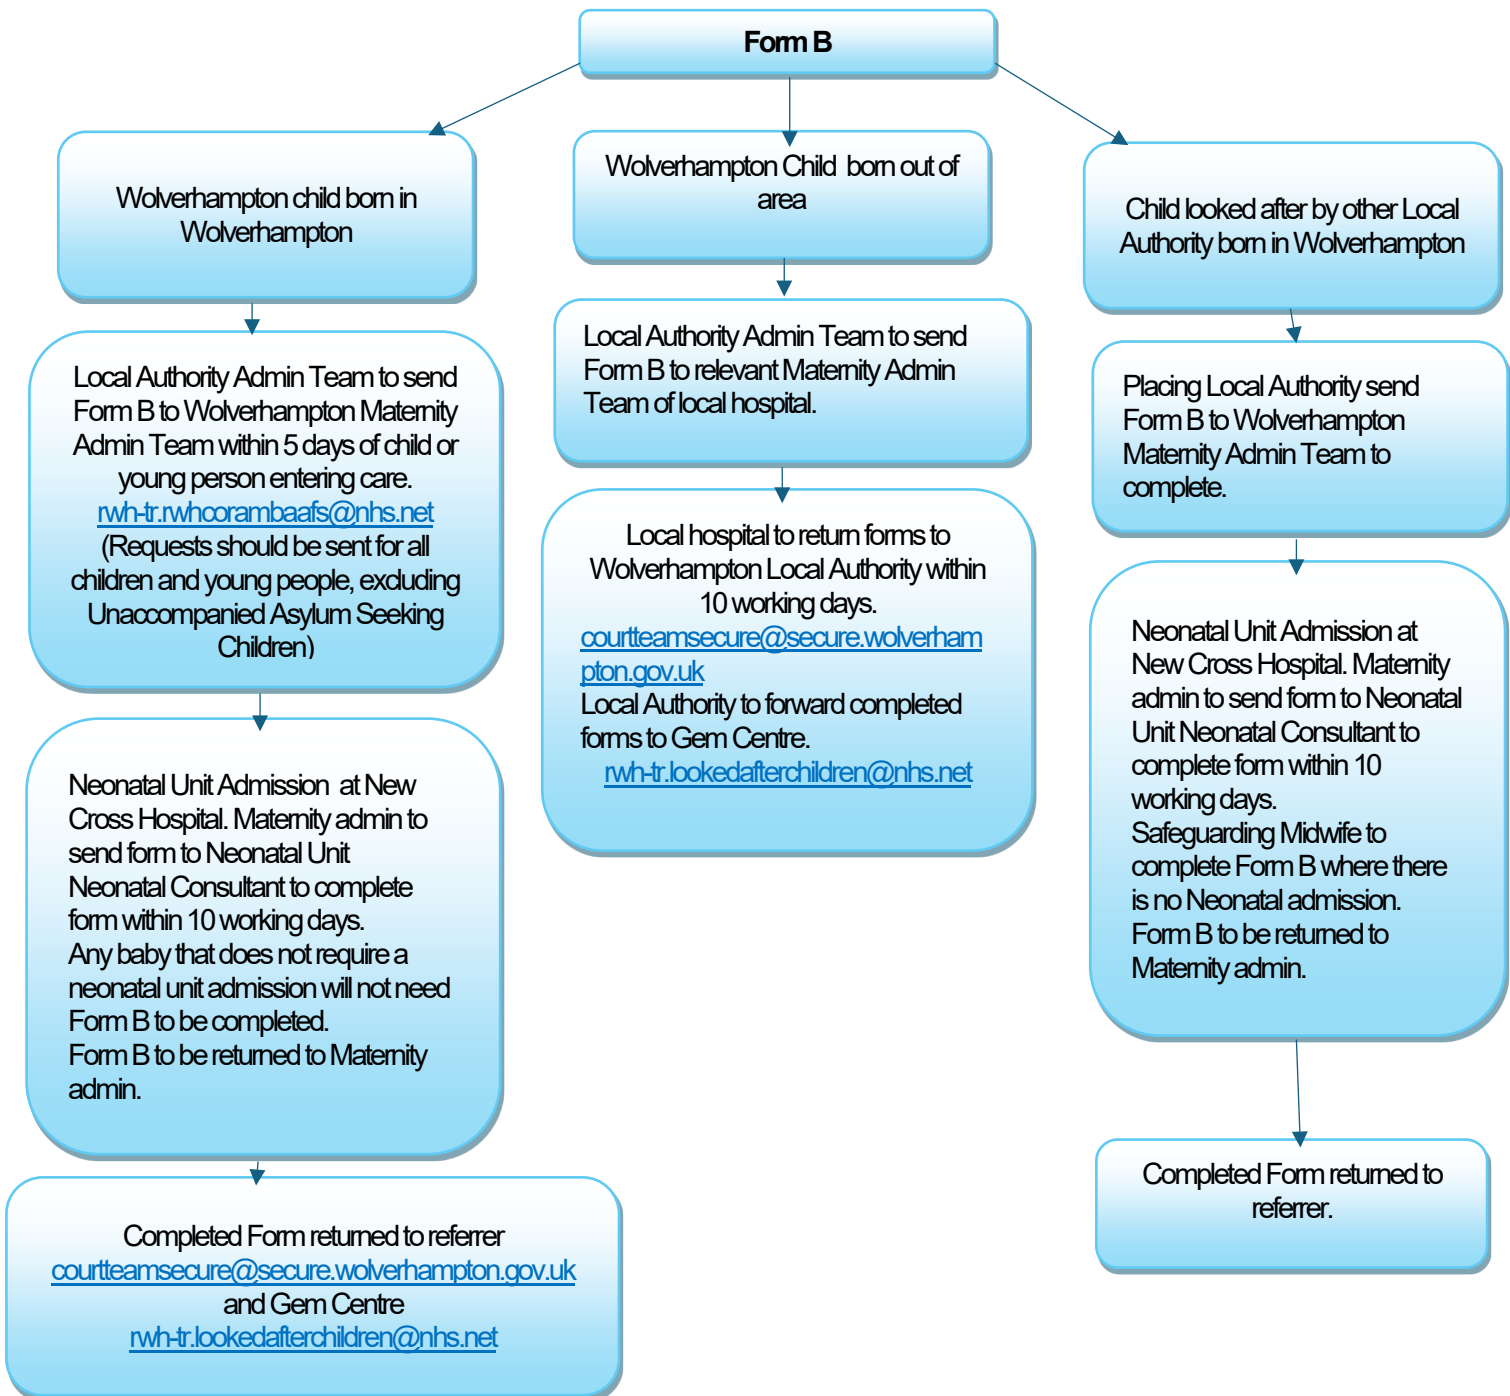 Form B
Wolverhampton child born in
Wolverhampton
Local Authority Admin Team to send
Form B to Wolverhampton Maternity
Admin Team within 5 days of child or
young person entering care.
rwh-tr.rwhcorambaafs@nhs.net
(Requests should be sent for all
children and young people, excluding
Unaccompanied Asylum Seeking
Children)
Neonatal Unit Admission at New
Cross Hospital. Maternity admin to
send form to Neonatal Unit
Neonatal Consultant to complete
form within 10 working days.
Any baby that does not require a
neonatal unit admission will not need
Form B to be completed.
Form B to be returned to Maternity
admin.
Completed Form returned to referrer
courtteamsecure@secure.wolverhampton.gov.uk
and Gem Centre
rwh-tr.lookedafterchildren@nhs.net
Wolverhampton Child born out of
area
Local Authority Admin Team to send
Form B to relevant Maternity Admin
Team of local hospital.
Local hospital to return forms to
Wolverhampton Local Authority within
10 working days.
courtteamsecure@secure.wolverham
pton.gov.uk
Local Authority to forward completed
forms to Gem Centre.
rwh-tr.lookedafterchildren@nhs.net
Child looked after by other Local
Authority born in Wolverhampton
Placing Local Authority send
Form B to Wolverhampton
Maternity Admin Team to
complete.
Neonatal Unit Admission at
New Cross Hospital. Maternity
admin to send form to Neonatal
Unit Neonatal Consultant to
complete form within 10
working days.
Safeguarding Midwife to
complete Form B where there
is no Neonatal admission.
Form B to be returned to
Maternity admin.
Completed Form returned to
referrer.